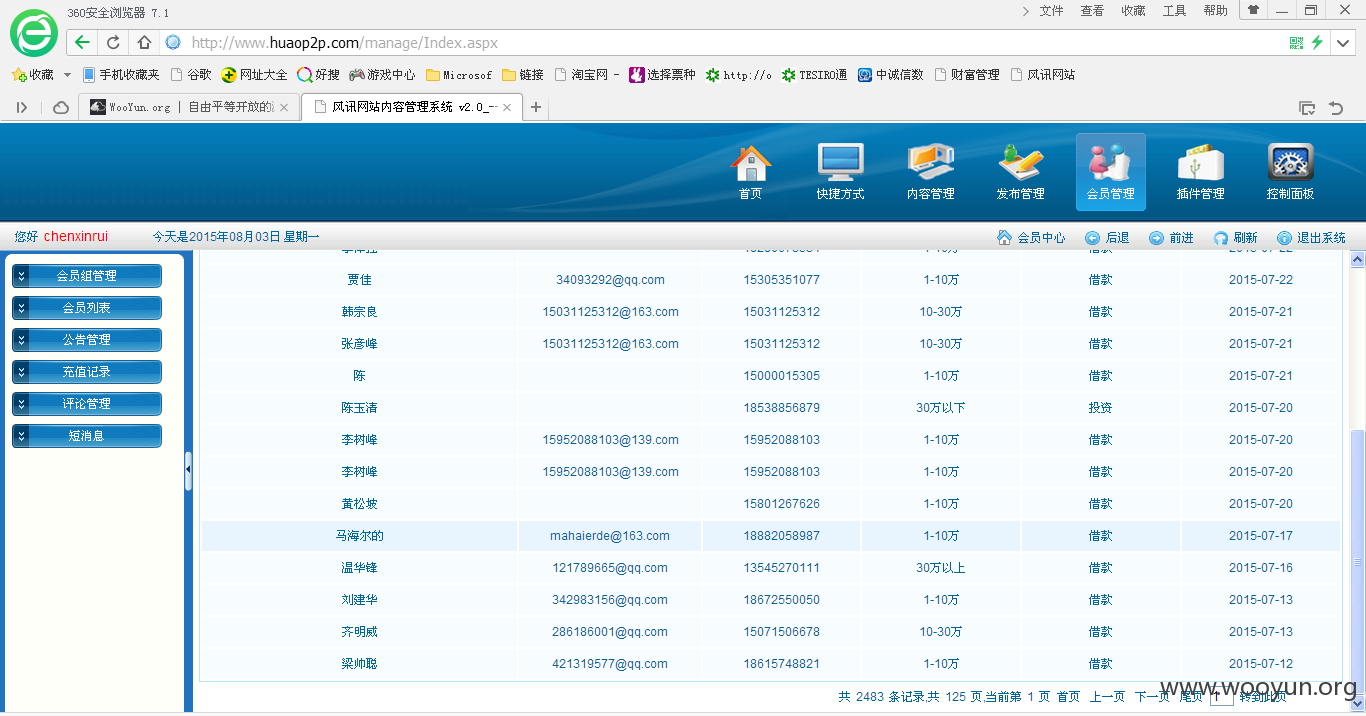 360安全浏览器 7.1
文件 查看 收藏 工具 帮助
http://www.huaop2p.com/manage/Index.aspx
收藏 手机收藏夹 谷歌 网址大全 好搜 游戏中心 Microsof 链接 淘宝网 - 选择票种 http://o TESIRO通 中诚信数 财富管理 风讯网站
WooYun.org | 自由平等开放的 风讯网站内容管理系统 v2.0_-
首页 快捷方式 内容管理 发布管理 会员管理 插件管理 控制面板
您好 chenxinrui 今天是2015年08月03日 星期一 会员中心 后退 前进 刷新 退出系统
会员组管理
会员列表
公告管理
充值记录
评论管理
短消息
贾佳 34093292@qq.com 15305351077 1-10万 借款 2015-07-22
韩宗良 15031125312@163.com 15031125312 10-30万 借款 2015-07-21
张彦峰 15031125312@163.com 15031125312 10-30万 借款 2015-07-21
陈 15000015305 1-10万 借款 2015-07-21
陈玉清 18538856879 30万以下 投资 2015-07-20
李树峰 15952088103@139.com 15952088103 1-10万 借款 2015-07-20
李树峰 15952088103@139.com 15952088103 1-10万 借款 2015-07-20
黄松坡 15801267626 1-10万 借款 2015-07-20
马海尔的 mahaierde@163.com 18882058987 1-10万 借款 2015-07-17
温华锋 121789665@qq.com 13545270111 30万以上 借款 2015-07-16
刘建华 342983156@qq.com 18672550050 1-10万 借款 2015-07-13
齐明威 286186001@qq.com 15071506678 10-30万 借款 2015-07-13
梁帅聪 421319577@qq.com 18615748821 1-10万 借款 2015-07-12
共 2483 条记录,共 125 页,当前第 1 页 首页 上一页 下一页 尾页 1 转到此页
www.wooyun.org